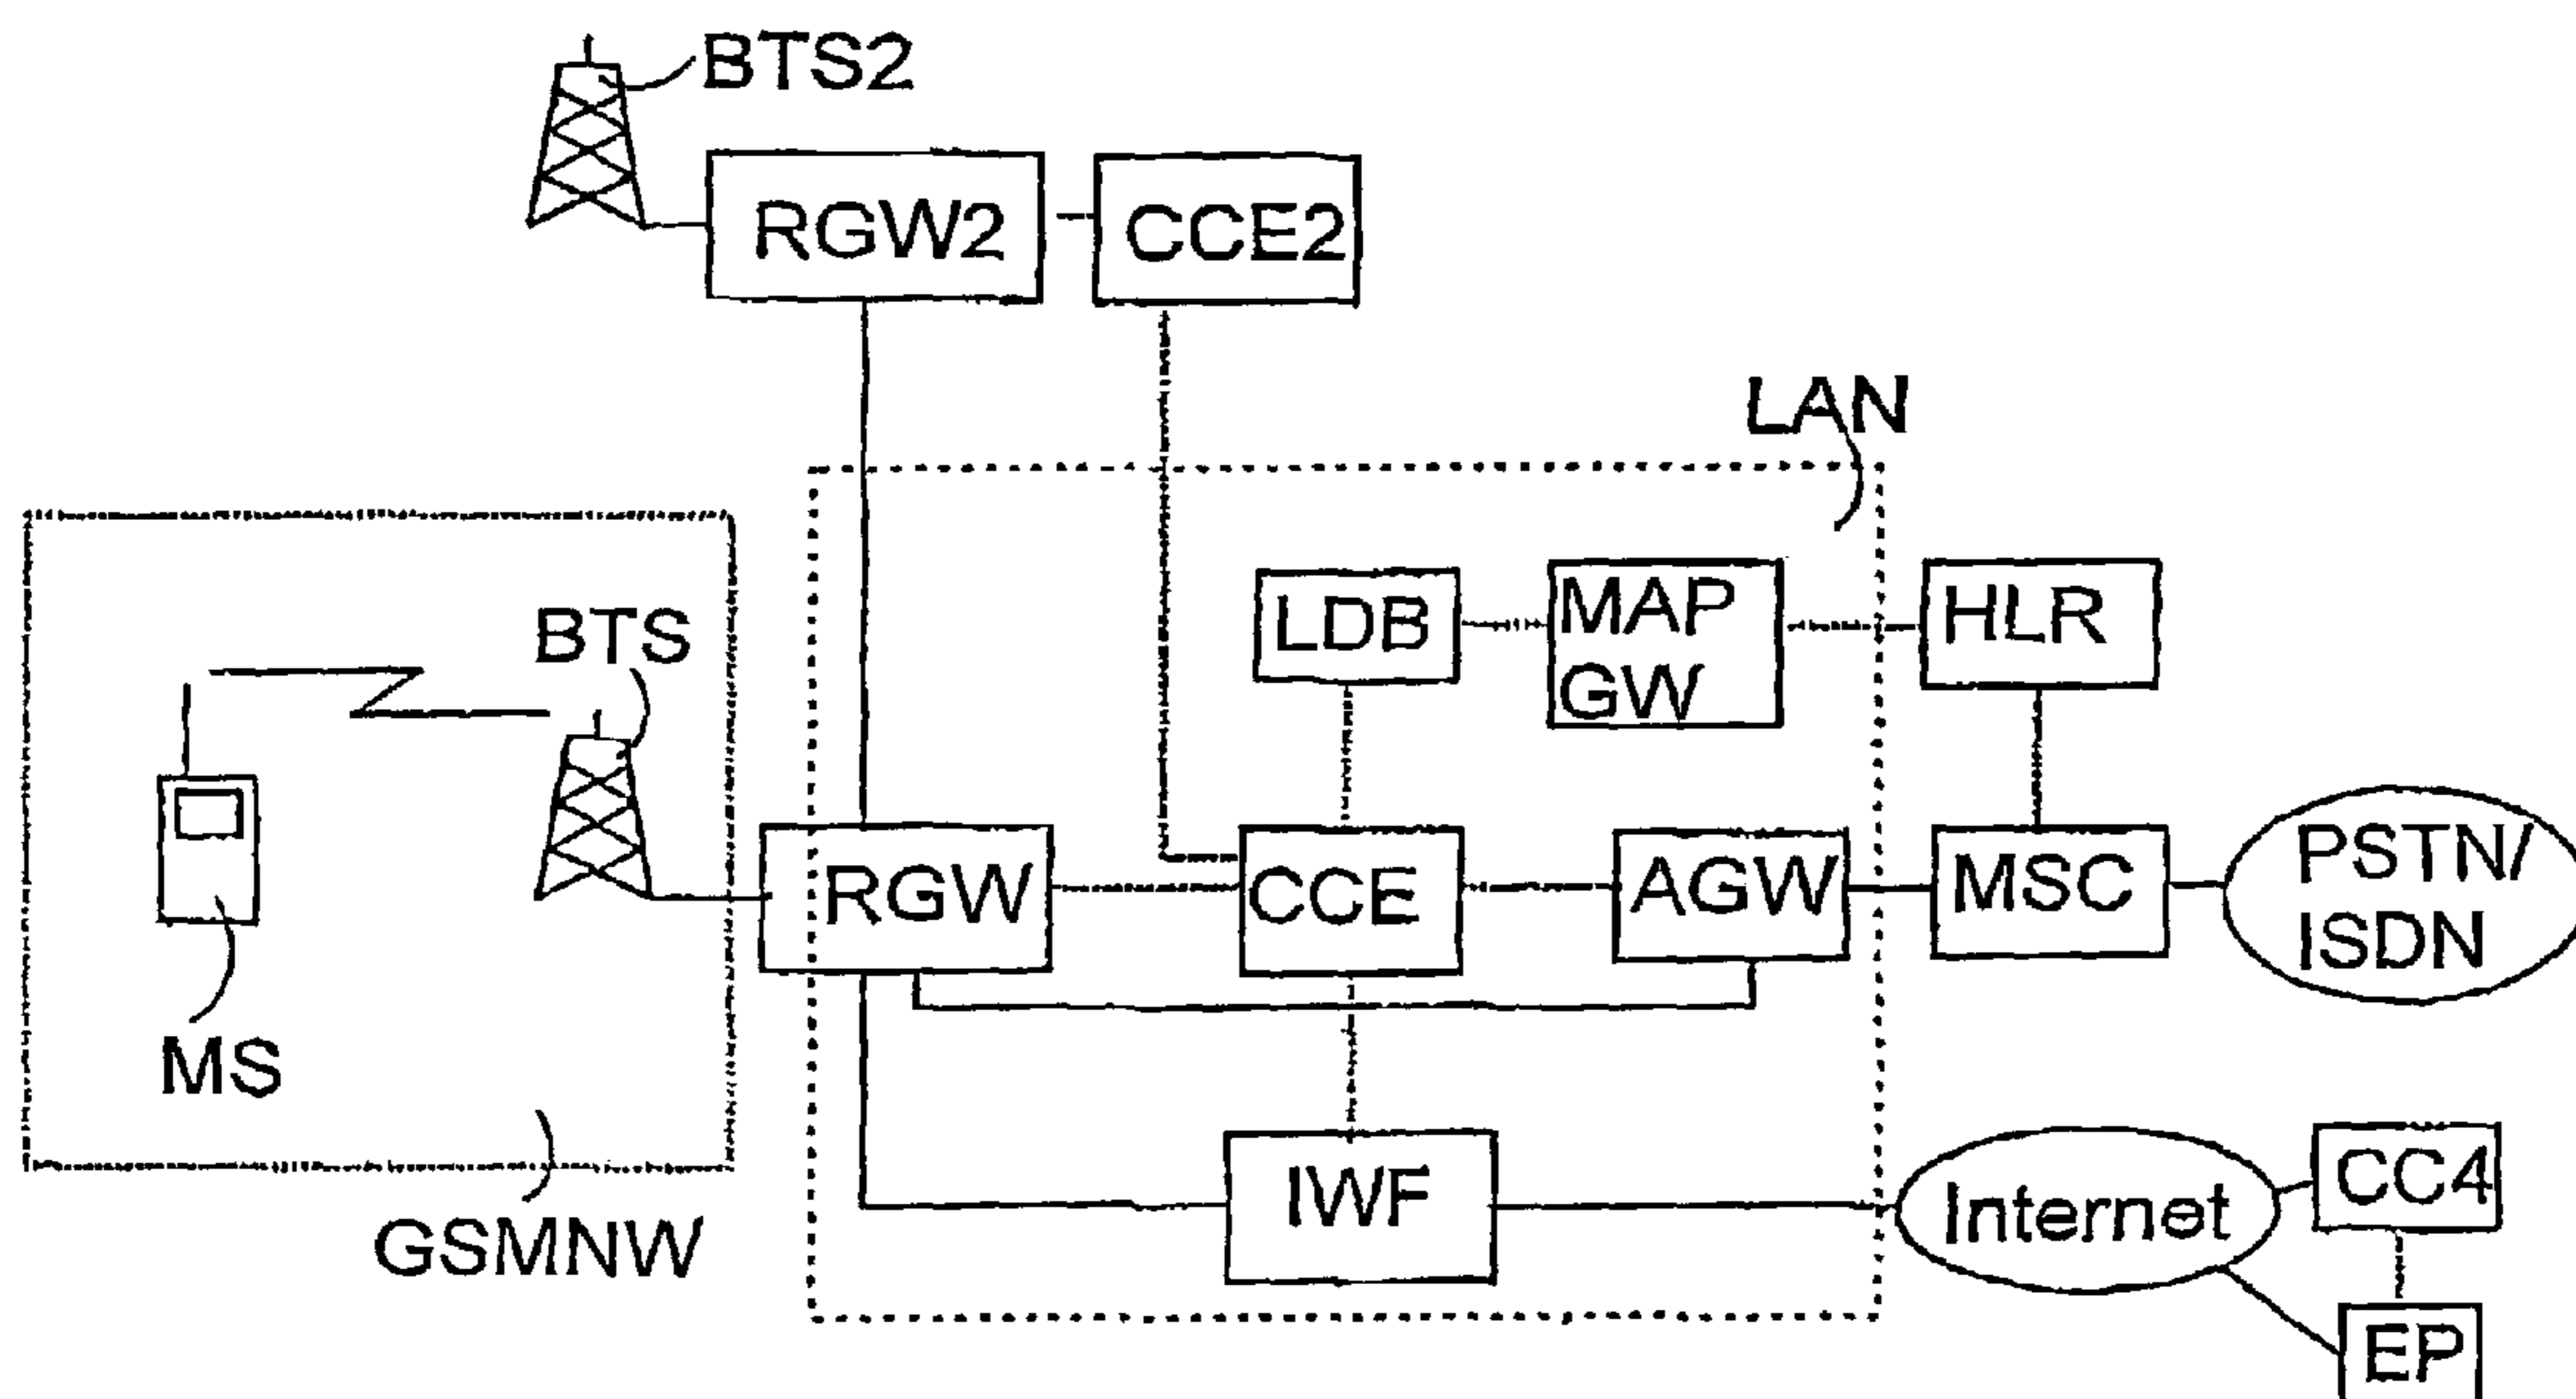 BTS2
RGW2
CCE2
LAN
LDB
MAP
GW
HLR
BTS
RGW
CCE
AGW
MSC
PSTN/
ISDN
MS
GSMNW
IWF
Internet
CC4
EP